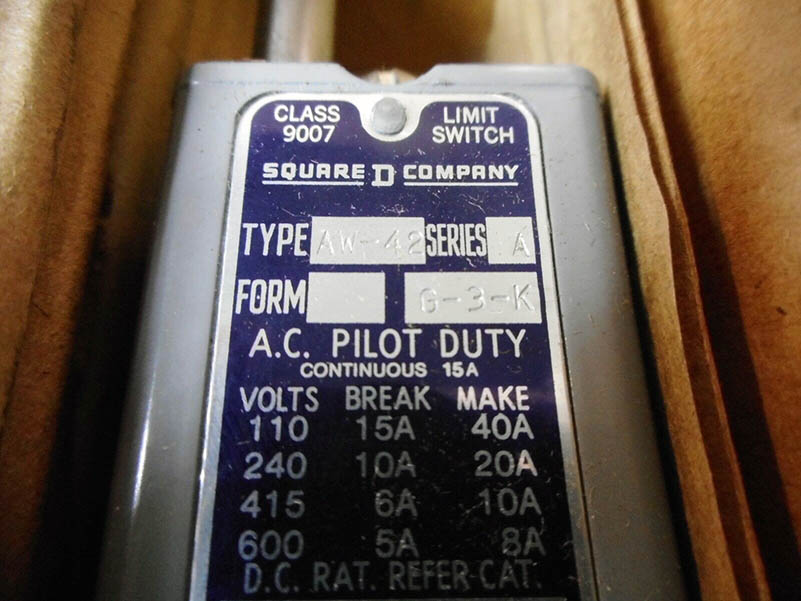 CLASS 9007
LIMIT SWITCH
SQUARE D COMPANY
TYPE AW-42 SERIES A
FORM G-3-K
A.C. PILOT DUTY
CONTINUOUS 15A
VOLTS BREAK MAKE
110 15A 40A
240 10A 20A
415 6A 10A
600 5A 8A
D.C. RAT. REFER CAT.